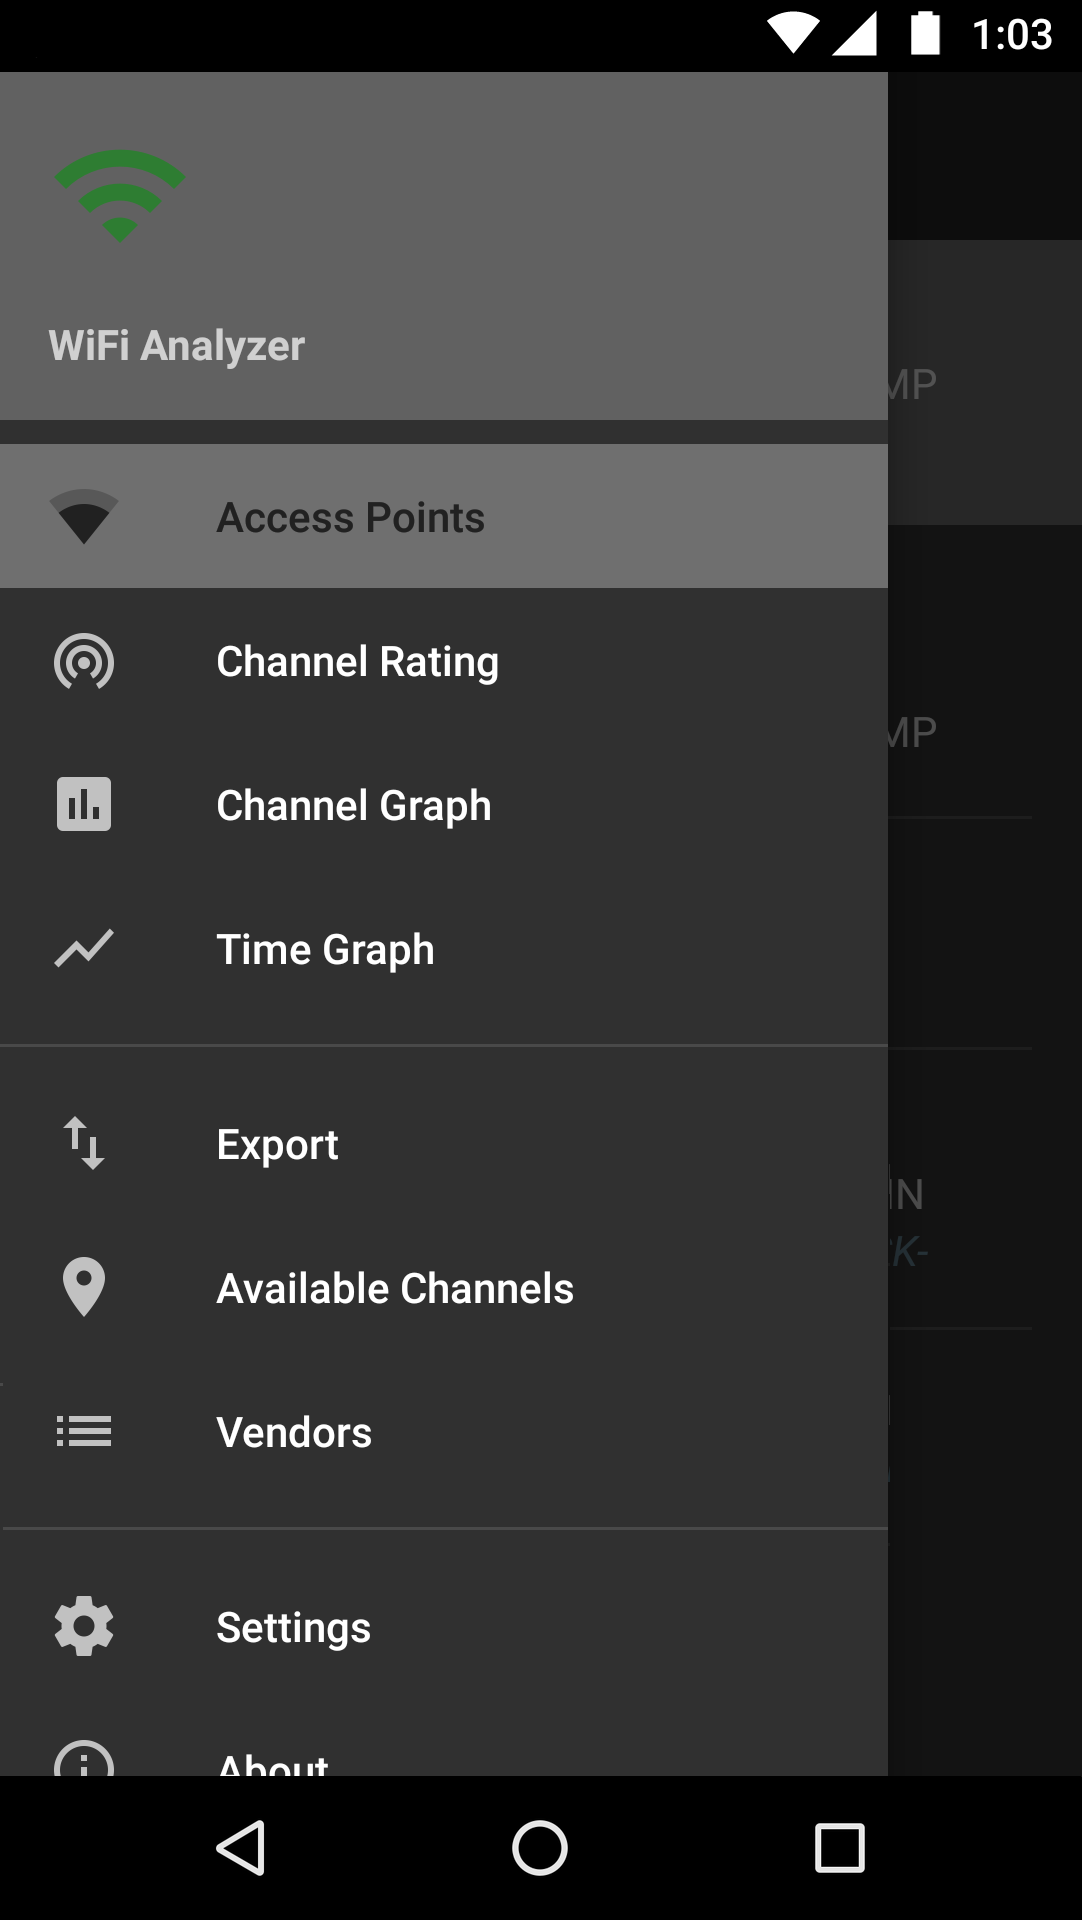 1:03
WiFi Analyzer
MP
Access Points
Channel Rating
MP
Channel Graph
Time Graph
Export
N
Available Channels
K-
Vendors
Settings
About